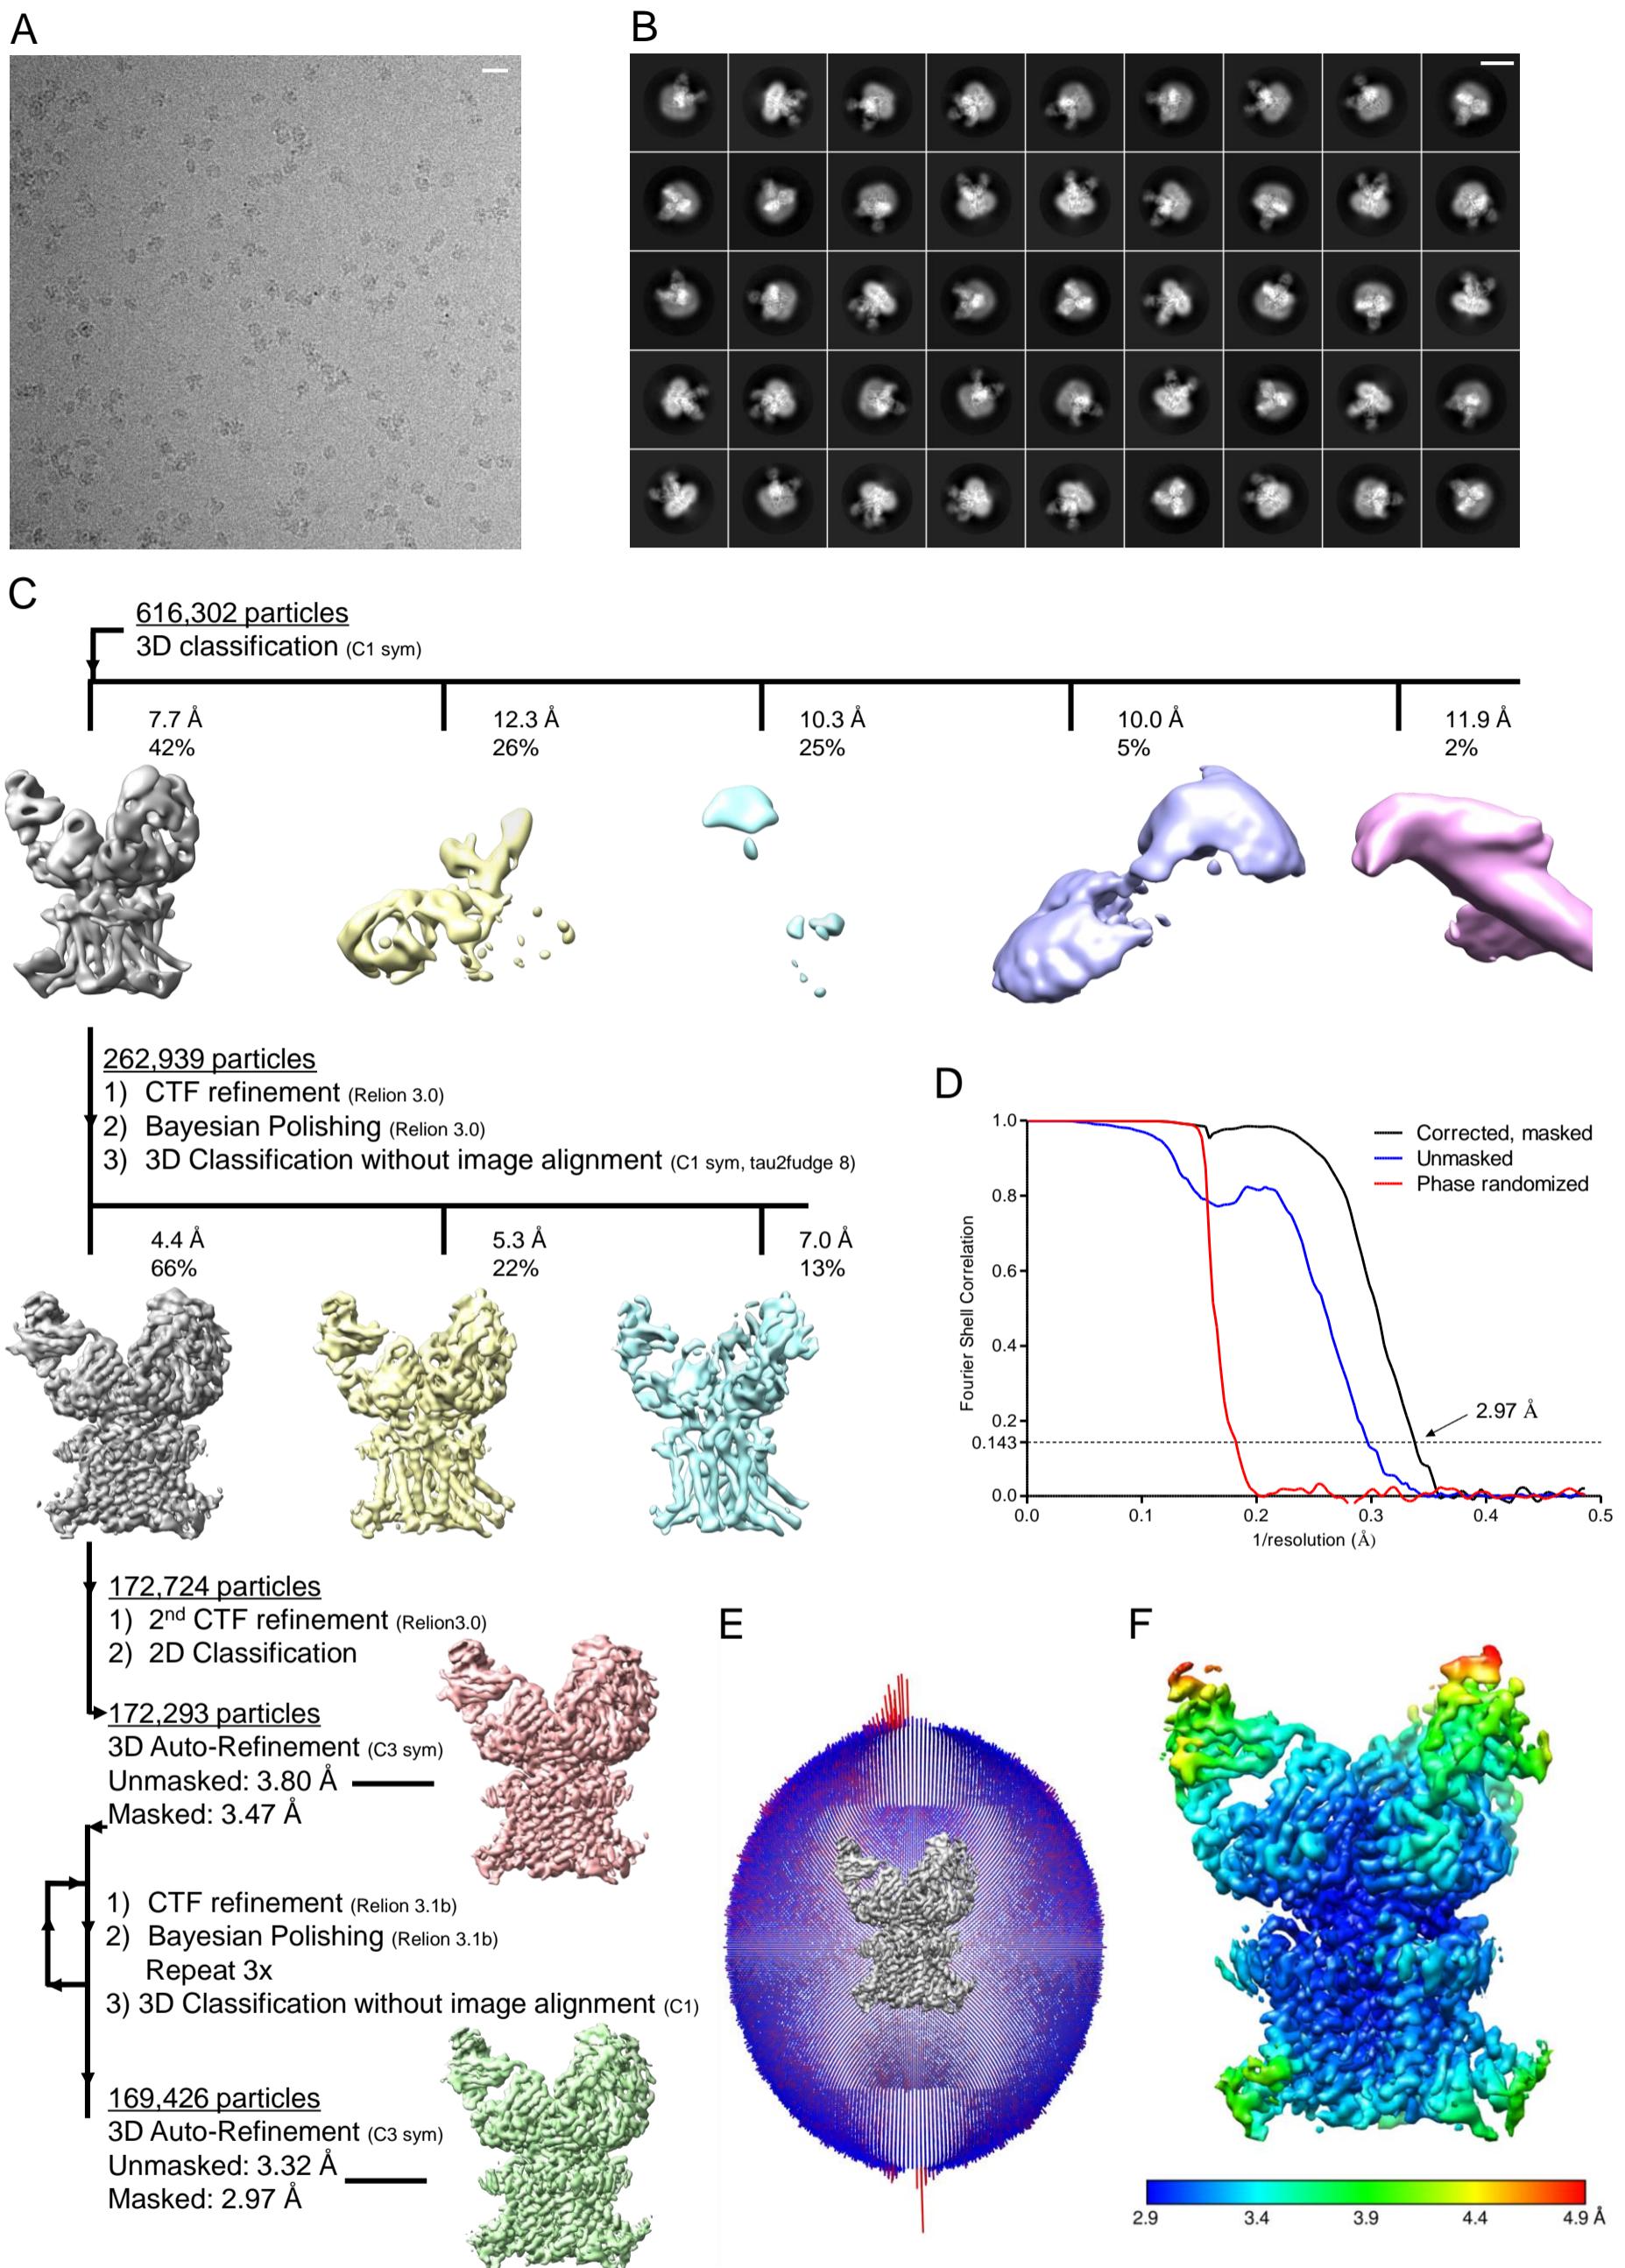 A
B
C
616,302 particles
3D classification (C1 sym)
7.7 Å
42%
12.3 Å
26%
10.3 Å
25%
10.0 Å
5%
11.9 Å
2%
262,939 particles
1) CTF refinement (Relion 3.0)
2) Bayesian Polishing (Relion 3.0)
3) 3D Classification without image alignment (C1 sym, tau2fudge 8)
4.4 Å
66%
5.3 Å
22%
7.0 Å
13%
172,724 particles
1) 2nd CTF refinement (Relion3.0)
2) 2D Classification
172,293 particles
3D Auto-Refinement (C3 sym)
Unmasked: 3.80 Å
Masked: 3.47 Å
1) CTF refinement (Relion 3.1b)
2) Bayesian Polishing (Relion 3.1b)
Repeat 3x
3) 3D Classification without image alignment (C1)
169,426 particles
3D Auto-Refinement (C3 sym)
Unmasked: 3.32 Å
Masked: 2.97 Å
D
Corrected, masked
Unmasked
Phase randomized
Fourier Shell Correlation
1.0
0.8
0.6
0.4
0.2
0.143
0.0
2.97 Å
0.0
0.1
0.2
0.3
0.4
0.5
1/resolution (Å)
E
F
2.9
3.4
3.9
4.4
4.9 Å